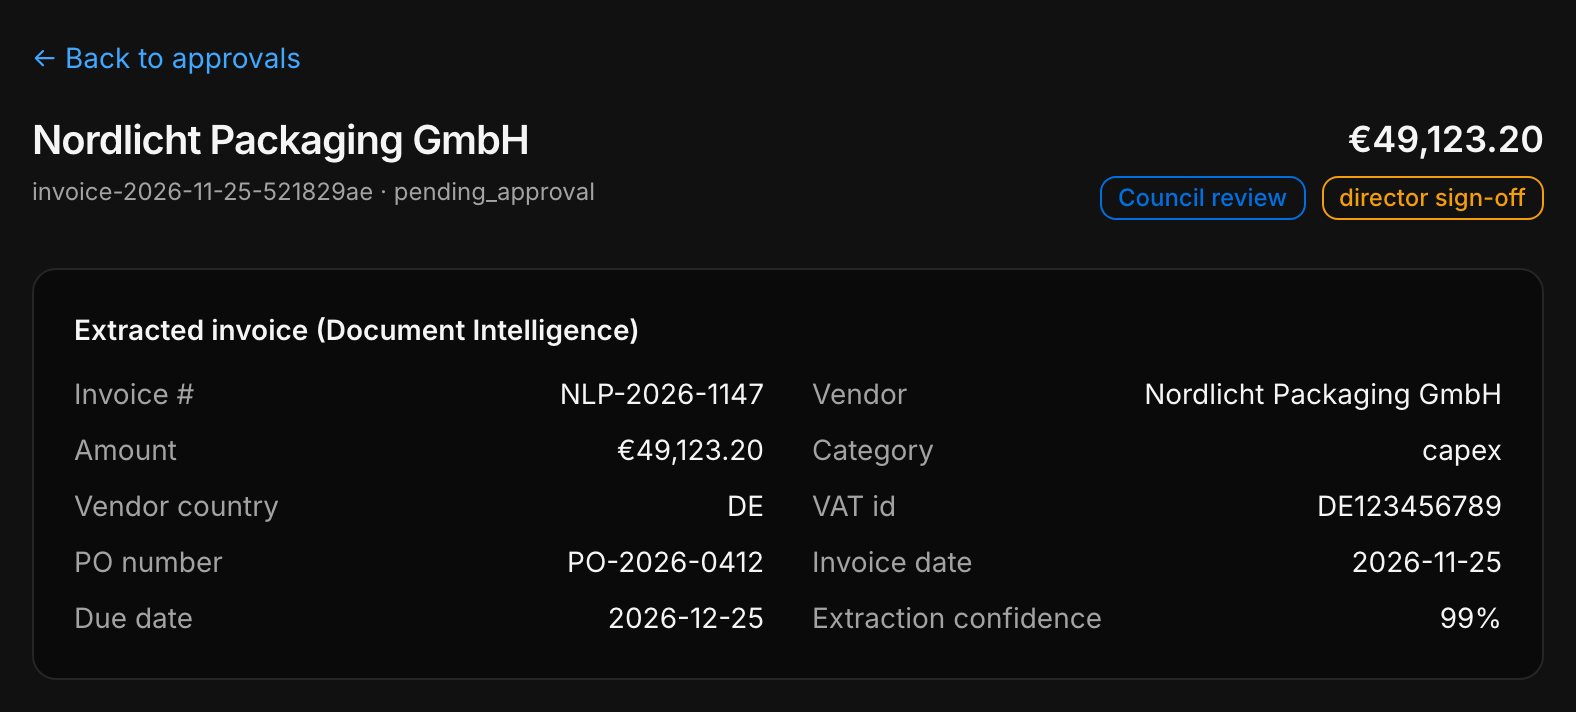 ← Back to approvals
Nordlicht Packaging GmbH
€49,123.20
invoice-2026-11-25-521829ae · pending_approval
Council review
director sign-off
Extracted invoice (Document Intelligence)
Invoice # NLP-2026-1147 Vendor Nordlicht Packaging GmbH
Amount €49,123.20 Category capex
Vendor country DE VAT id DE123456789
PO number PO-2026-0412 Invoice date 2026-11-25
Due date 2026-12-25 Extraction confidence 99%